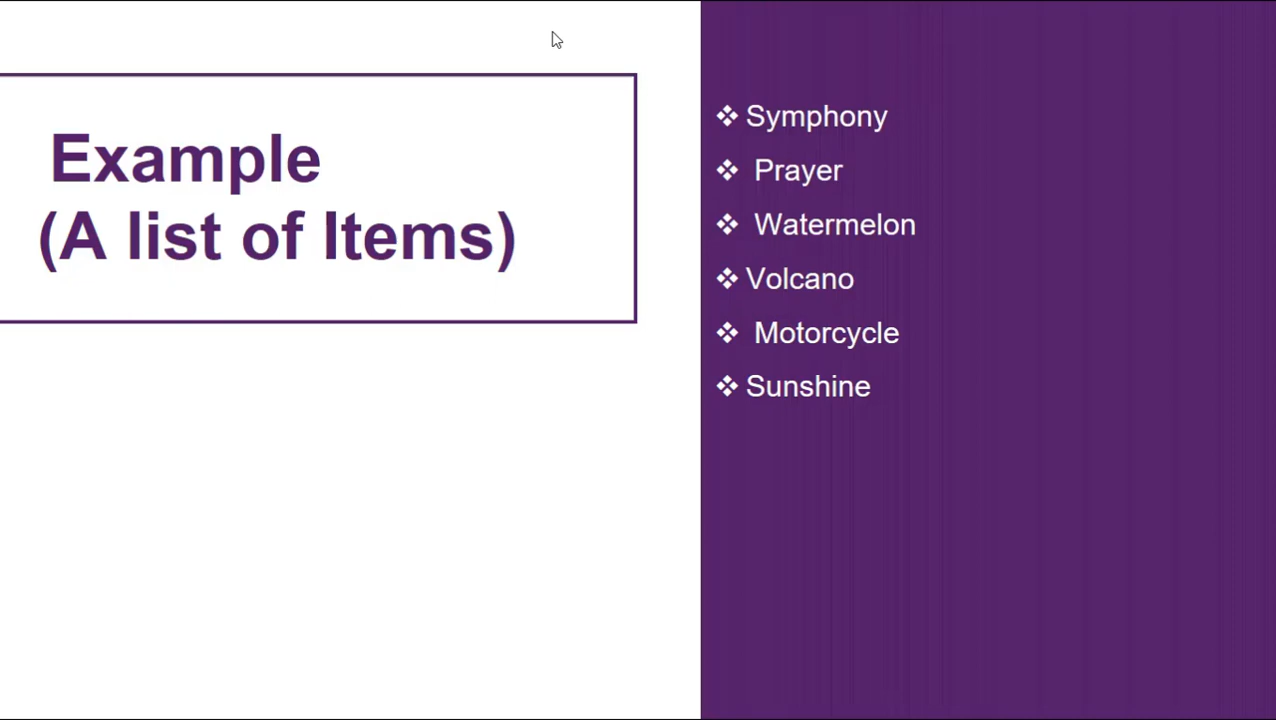 Example
(A list of Items)
❖ Symphony
❖ Prayer
❖ Watermelon
❖ Volcano
❖ Motorcycle
❖ Sunshine